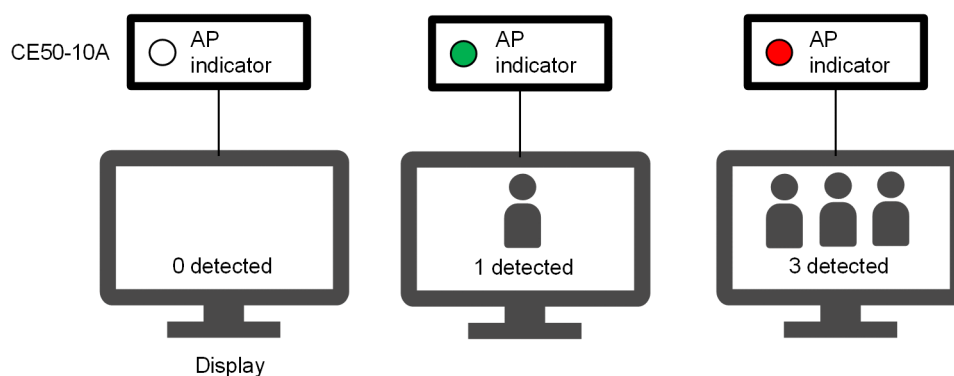 CE50-10A
AP
indicator
AP
indicator
AP
indicator
0 detected
1 detected
3 detected
Display